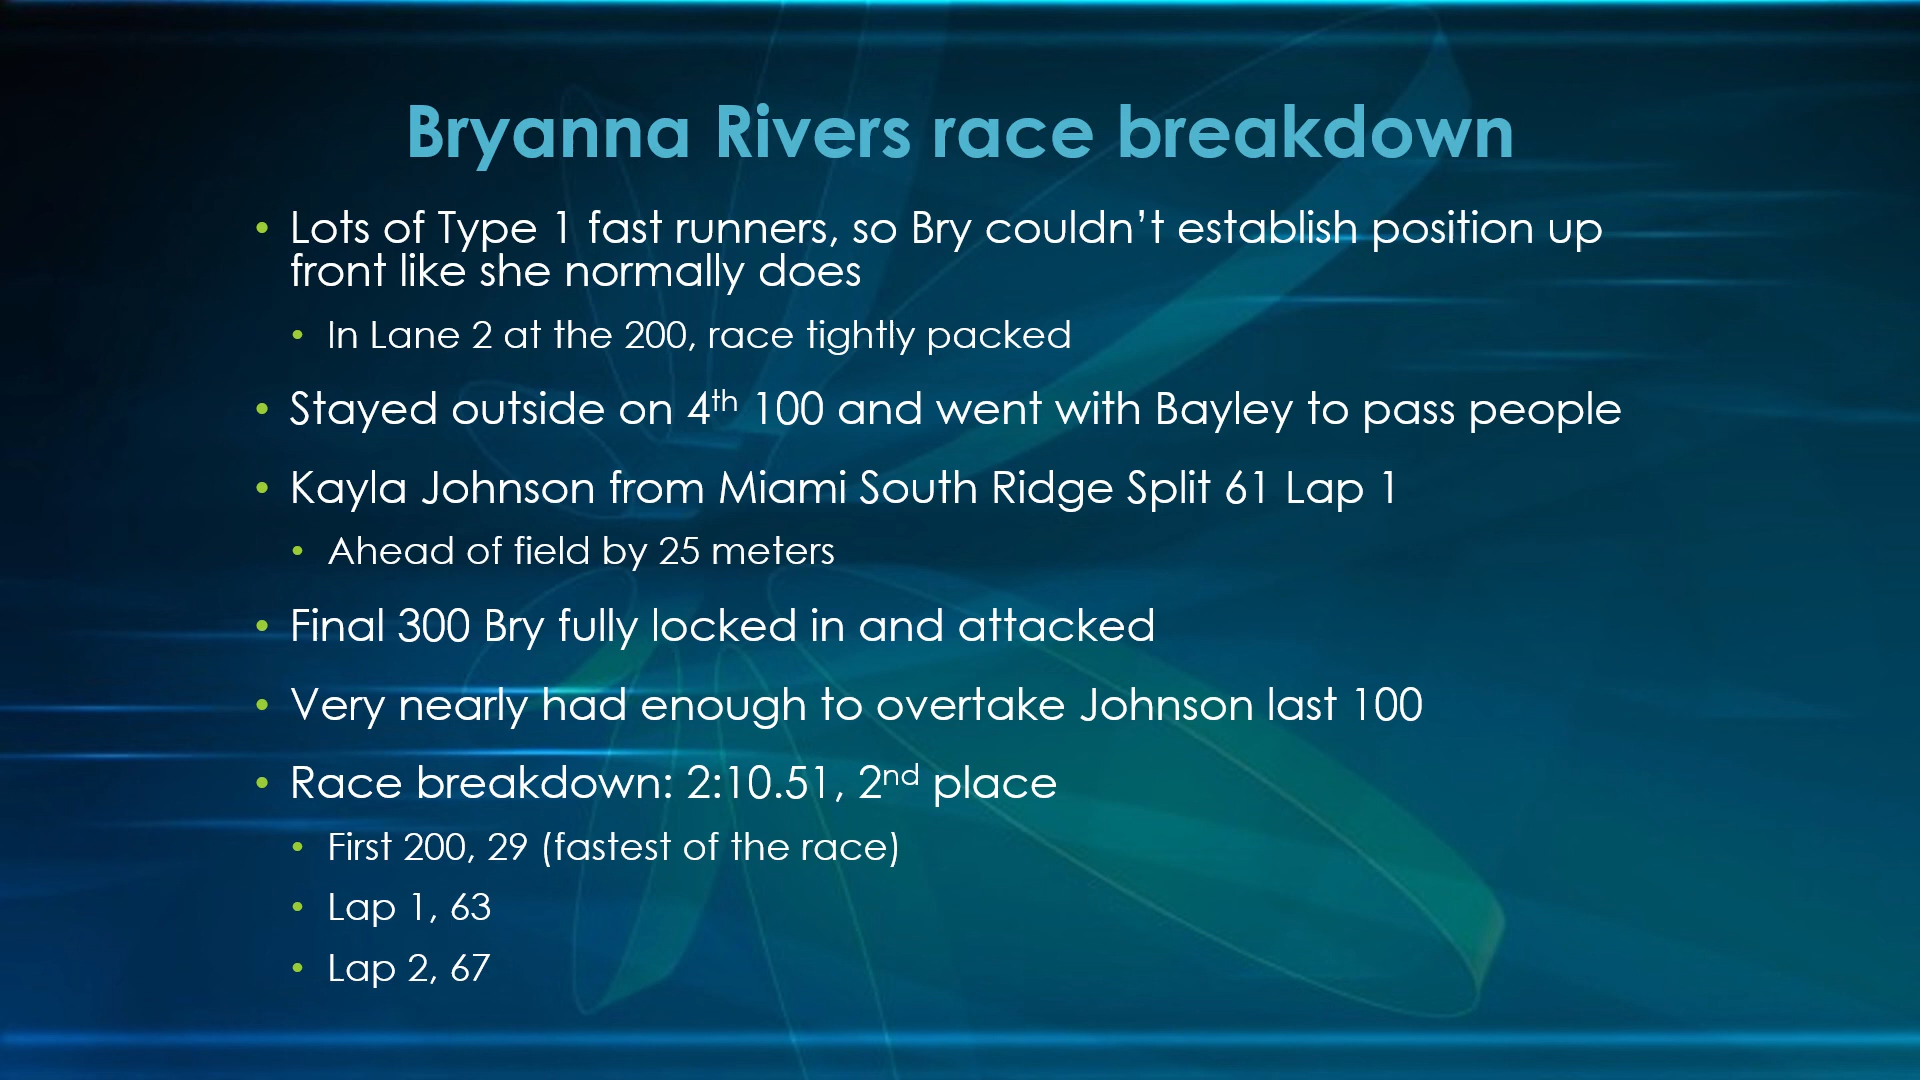 Bryanna Rivers race breakdown
• Lots of Type 1 fast runners, so Bry couldn’t establish position up
front like she normally does
• In Lane 2 at the 200, race tightly packed
• Stayed outside on 4th 100 and went with Bayley to pass people
• Kayla Johnson from Miami South Ridge Split 61 Lap 1
• Ahead of field by 25 meters
• Final 300 Bry fully locked in and attacked
• Very nearly had enough to overtake Johnson last 100
• Race breakdown: 2:10.51, 2nd place
• First 200, 29 (fastest of the race)
• Lap 1, 63
• Lap 2, 67